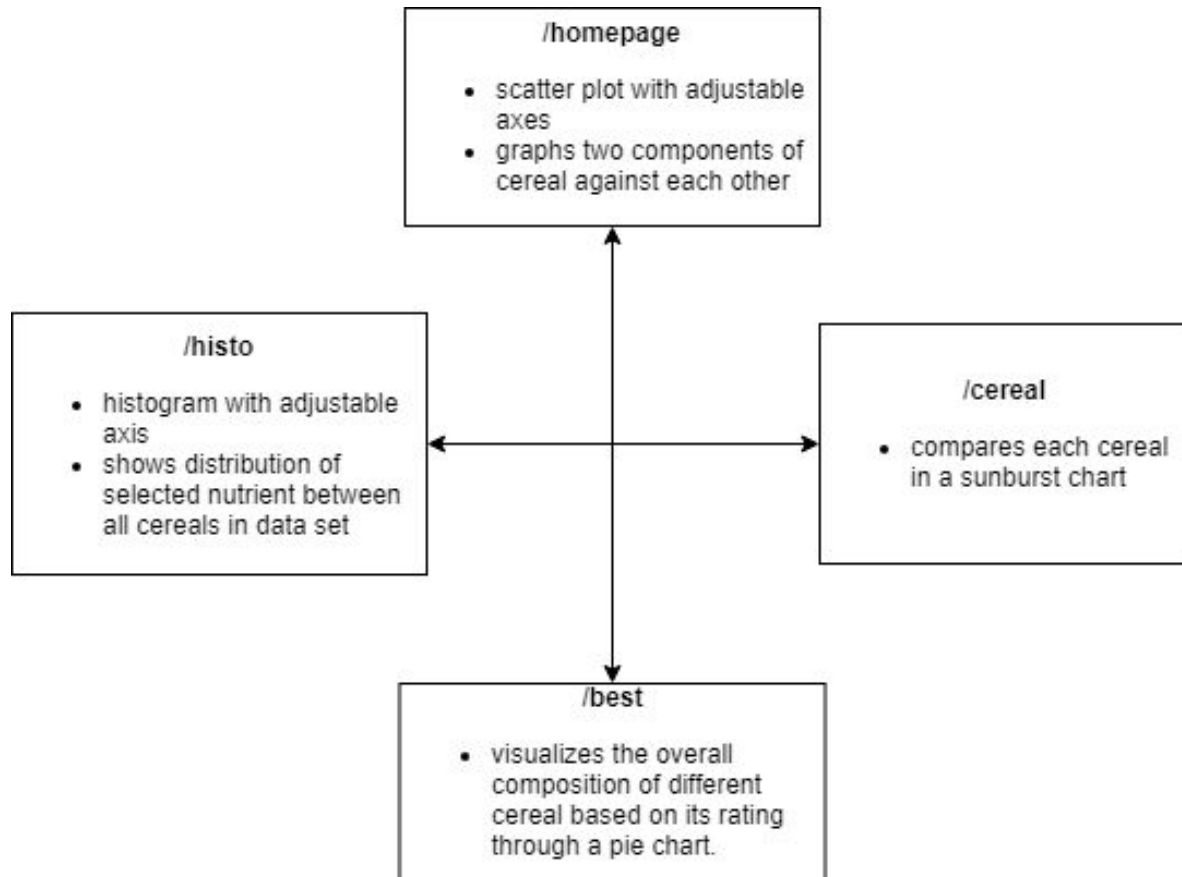 /homepage
• scatter plot with adjustable
axes
• graphs two components of
cereal against each other
/histo
• histogram with adjustable
axis
• shows distribution of
selected nutrient between
all cereals in data set
/cereal
• compares each cereal
in a sunburst chart
/best
• visualizes the overall
composition of different
cereal based on its rating
through a pie chart.